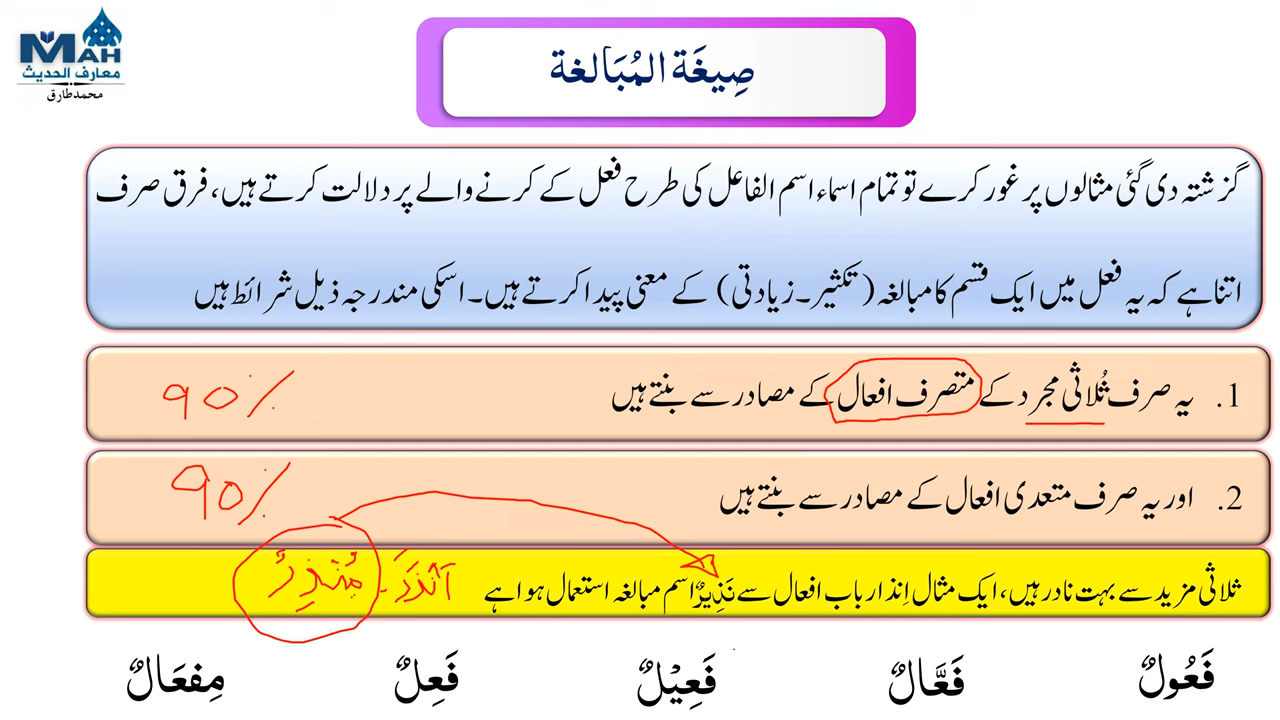 MAH
معارف الحدیث
محمد طارق
صِيغَة المُبَالغة
گزشتہ دی گئی مثالوں پر غور کرے تو تمام اسماء اسم الفاعل کی طرح فعل کے کرنے والے پر دلالت کرتے ہیں، فرق صرف
اتنا ہے کہ یہ فعل میں ایک قسم کا مبالغہ (تکثیر۔زیادتی) کے معنی پیدا کرتے ہیں۔ اسکی مندرجہ ذیل شرائط ہیں
1. یہ صرف ثُلاثی مجرد کے متصرف افعال کے مصادر سے بنتے ہیں
90%
2. اور یہ صرف متعدی افعال کے مصادر سے بنتے ہیں
90%
ثلاثی مزید سے بہت نادر ہیں، ایک مثال اِنذار باب افعال سے نَذِیرٌ اسم مبالغہ استعمال ہوا ہے
اَنْذَرَ - مُنْذِرٌ
فَعُولٌ فَعَّالٌ فَعِيْلٌ فَعِلٌ مِفعَالٌ